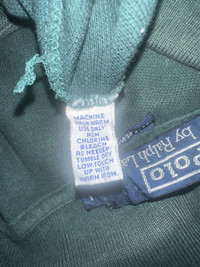 MACHINE
WASH WARM
USE ONLY
NON
CHLORINE
BLEACH
AS NEEDED
TUMBLE DRY
LOW. TOUCH
UP WITH
WARM IRON.
Polo
by Ralph